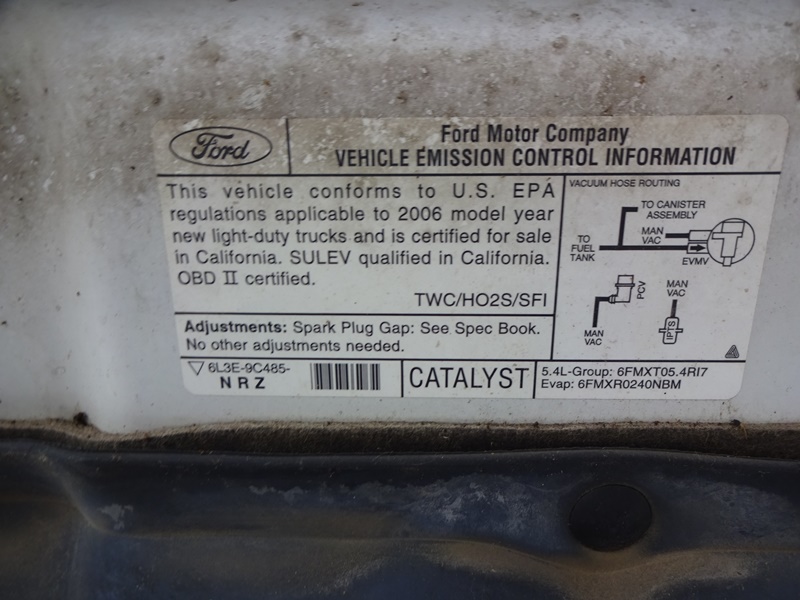 Ford
Ford Motor Company
VEHICLE EMISSION CONTROL INFORMATION
This vehicle conforms to U.S. EPA
regulations applicable to 2006 model year
new light-duty trucks and is certified for sale
in California. SULEV qualified in California.
OBD II certified.
TWC/HO2S/SFI
Adjustments: Spark Plug Gap: See Spec Book.
No other adjustments needed.
VACUUM HOSE ROUTING
TO CANISTER
ASSEMBLY
MAN
VAC
TO
FUEL
TANK
EVMV
PCV
MAN
VAC
MAN
VAC
IPTS
6L3E-9C485-
NRZ
CATALYST
5.4L-Group: 6FMXT05.4RI7
Evap: 6FMXR0240NBM